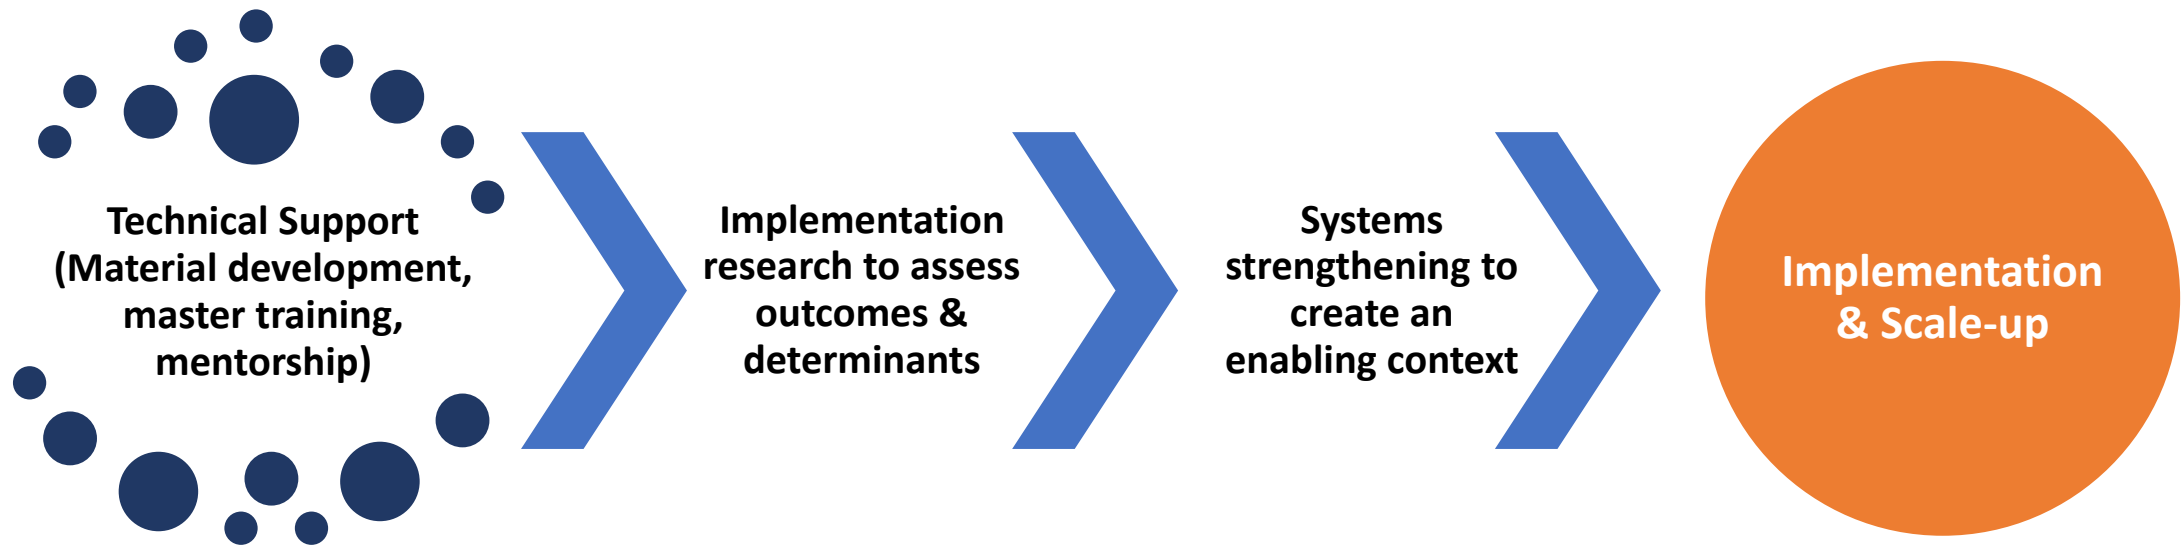 Technical Support
(Material development,
master training,
mentorship)
Implementation
research to assess
outcomes &
determinants
Systems
strengthening to
create an
enabling context
Implementation
& Scale-up